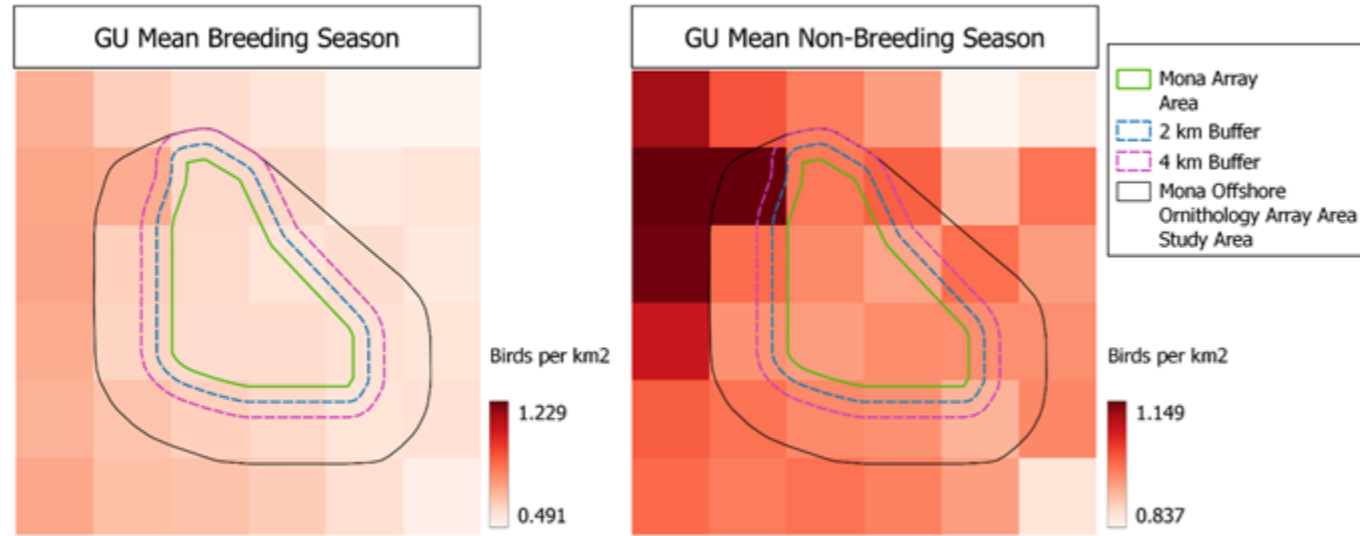 GU Mean Breeding Season
GU Mean Non-Breeding Season
Mona Array
Area
2 km Buffer
4 km Buffer
Mona Offshore
Ornithology Array Area
Study Area
Birds per km2
1.229
0.491
Birds per km2
1.149
0.837